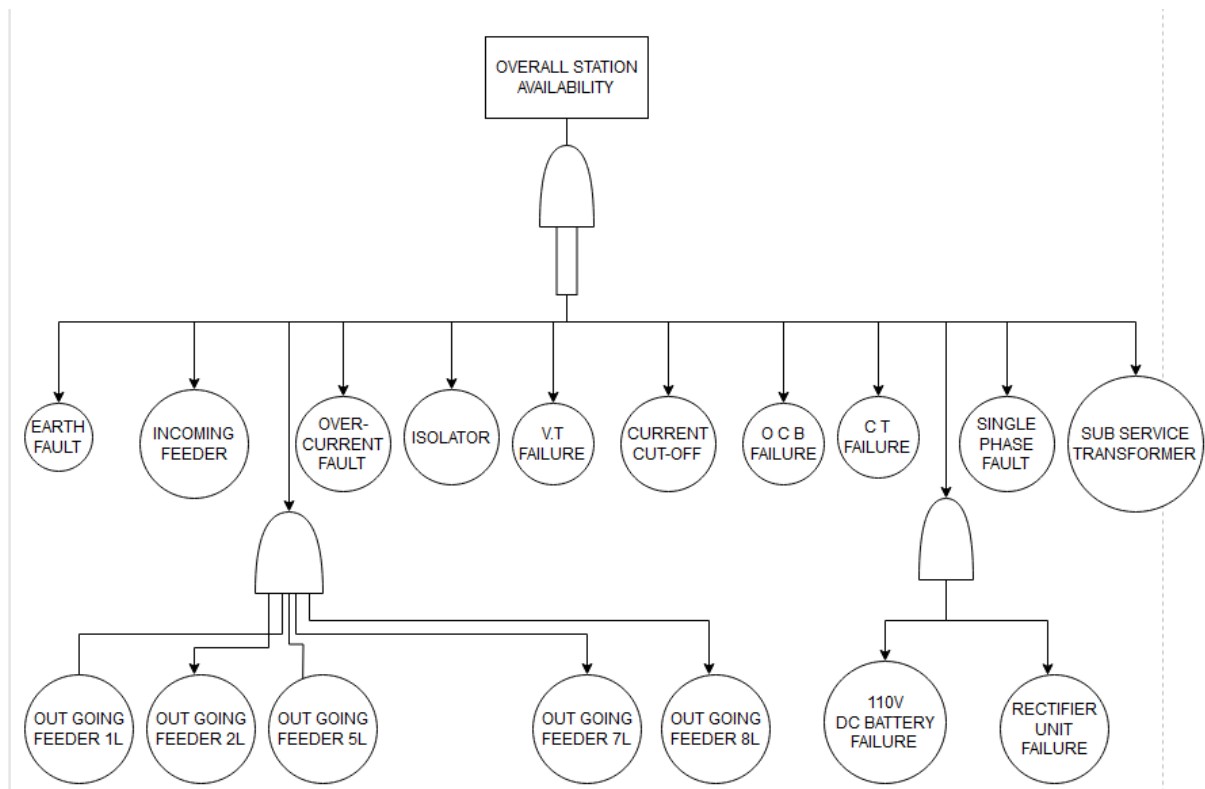 OVERALL STATION
AVAILABILITY
EARTH
FAULT
INCOMING
FEEDER
OVER-
CURRENT
FAULT
ISOLATOR
V.T
FAILURE
CURRENT
CUT-OFF
O C B
FAILURE
C T
FAILURE
SINGLE
PHASE
FAULT
SUB SERVICE
TRANSFORMER
OUT GOING
FEEDER 1L
OUT GOING
FEEDER 2L
OUT GOING
FEEDER 5L
OUT GOING
FEEDER 7L
OUT GOING
FEEDER 8L
110V
DC BATTERY
FAILURE
RECTIFIER
UNIT
FAILURE